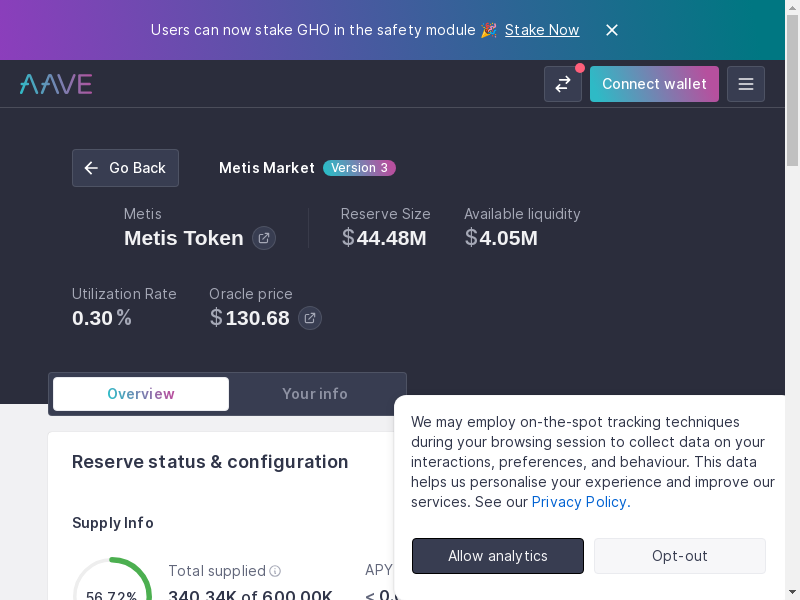 Users can now stake GHO in the safety module 🎉 Stake Now
AAVE
Connect wallet
Go Back
Metis Market Version 3
Metis
Metis Token
Reserve Size
$44.48M
Available liquidity
$4.05M
Utilization Rate
0.30%
Oracle price
$130.68
Overview
Your info
We may employ on-the-spot tracking techniques
during your browsing session to collect data on your
interactions, preferences, and behaviour. This data
helps us personalise your experience and improve our
services. See our Privacy Policy.
Allow analytics
Opt-out
Reserve status & configuration
Supply Info
56.72%
Total supplied
340.34K of 600.00K
APY